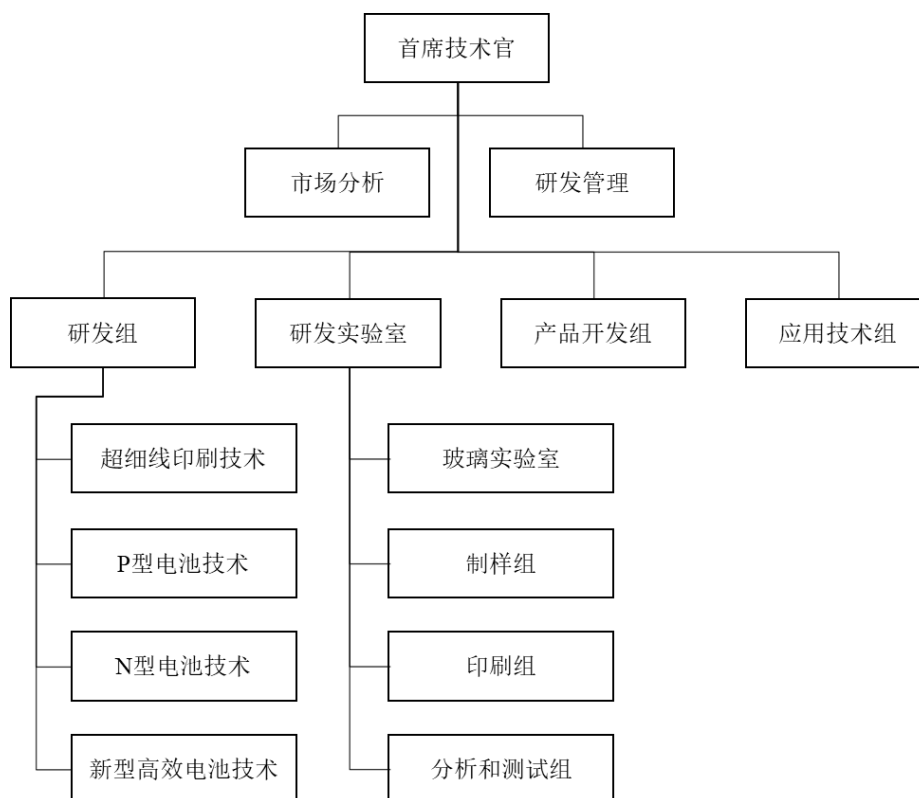 首席技术官
市场分析
研发管理
研发组
研发实验室
产品开发组
应用技术组
超细线印刷技术
玻璃实验室
P型电池技术
制样组
N型电池技术
印刷组
新型高效电池技术
分析和测试组